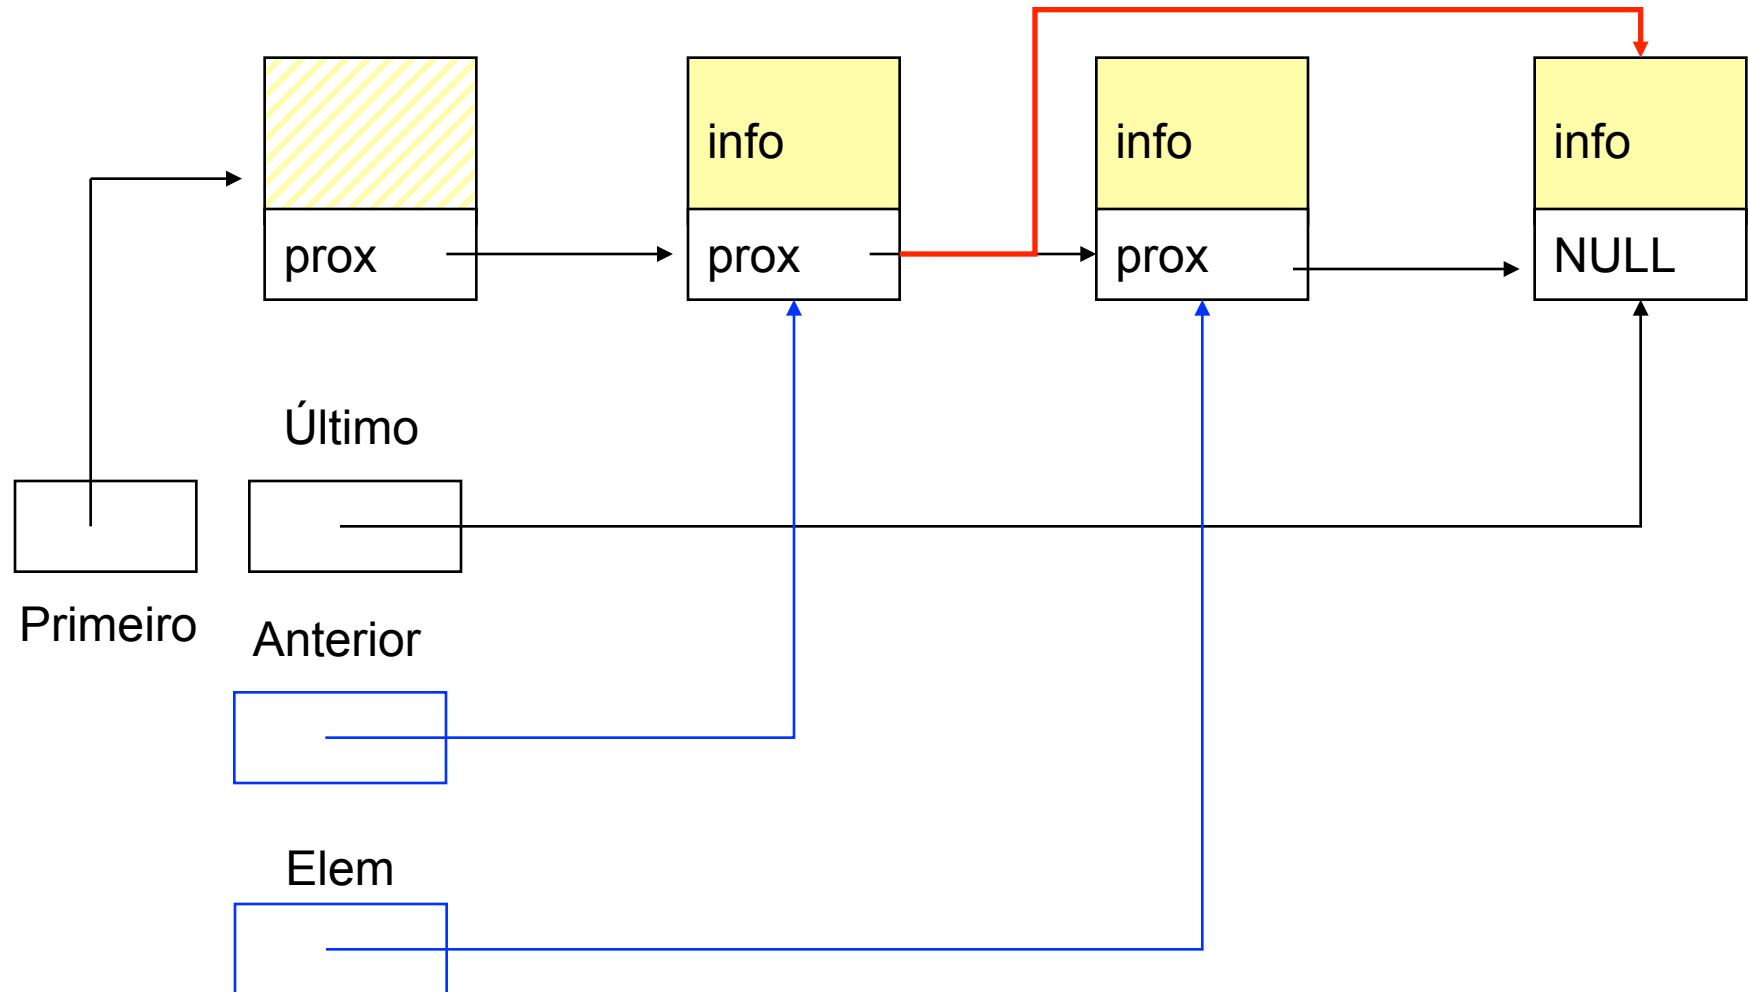 info
info
info
prox
prox
prox
NULL
Último
Primeiro
Anterior
Elem